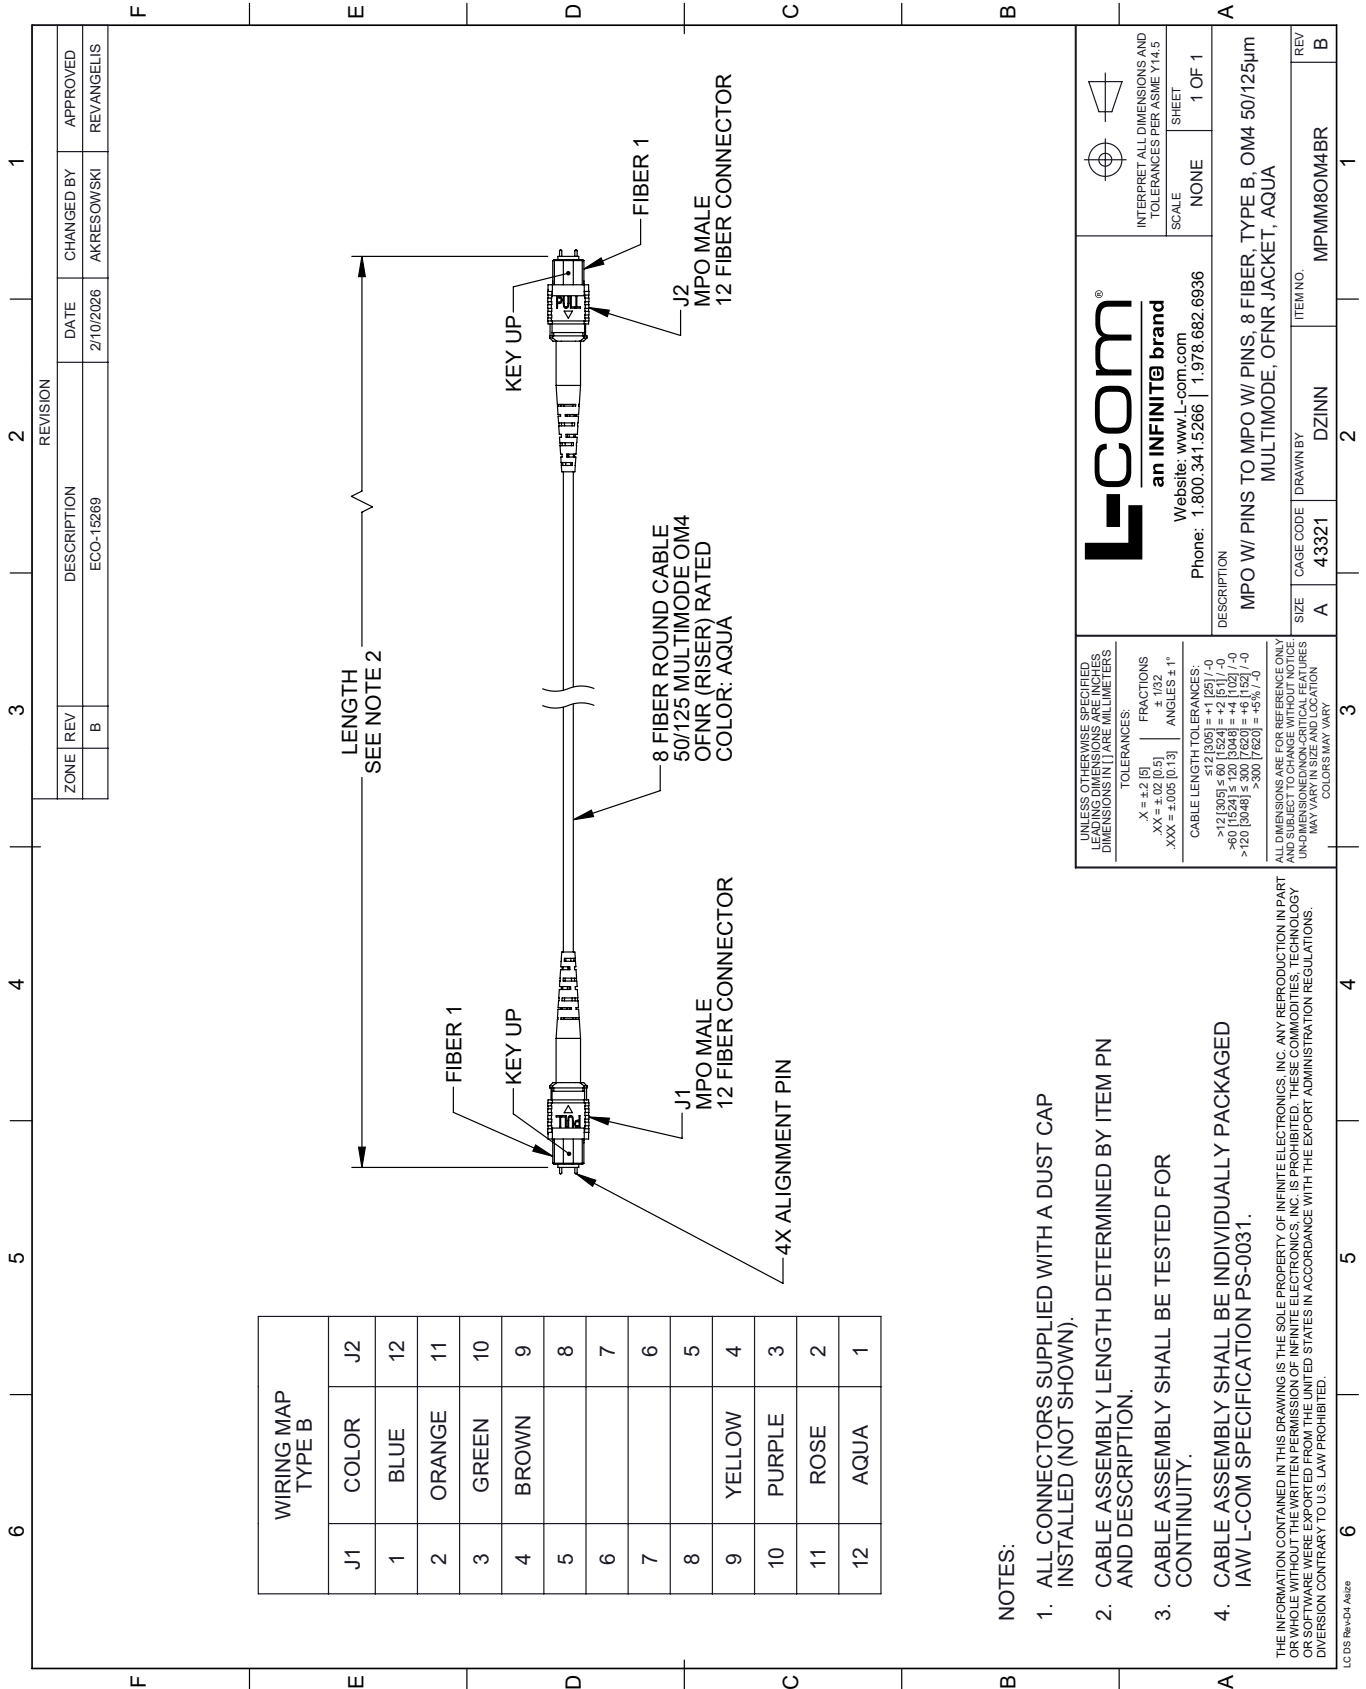 6 5 4 3 2 1
F
E
D
C
B
A
F
E
D
C
B
A
REVISION
ZONE REV DESCRIPTION DATE CHANGED BY APPROVED
B ECO-15269 2/10/2026 AKRESOWSKI REVANGELIS
WIRING MAP
TYPE B
J1 COLOR J2
1 BLUE 12
2 ORANGE 11
3 GREEN 10
4 BROWN 9
5 8
6 7
7 6
8 5
9 YELLOW 4
10 PURPLE 3
11 ROSE 2
12 AQUA 1
LENGTH
SEE NOTE 2
FIBER 1
KEY UP
PULL
J1
MPO MALE
12 FIBER CONNECTOR
4X ALIGNMENT PIN
8 FIBER ROUND CABLE
50/125 MULTIMODE OM4
OFNR (RISER) RATED
COLOR: AQUA
KEY UP
PULL
FIBER 1
J2
MPO MALE
12 FIBER CONNECTOR
NOTES:
1. ALL CONNECTORS SUPPLIED WITH A DUST CAP
INSTALLED (NOT SHOWN).
2. CABLE ASSEMBLY LENGTH DETERMINED BY ITEM PN
AND DESCRIPTION.
3. CABLE ASSEMBLY SHALL BE TESTED FOR
CONTINUITY.
4. CABLE ASSEMBLY SHALL BE INDIVIDUALLY PACKAGED
IAW L-COM SPECIFICATION PS-0031.
THE INFORMATION CONTAINED IN THIS DRAWING IS THE SOLE PROPERTY OF INFINITE ELECTRONICS, INC. ANY REPRODUCTION IN PART
OR WHOLE WITHOUT THE WRITTEN PERMISSION OF INFINITE ELECTRONICS, INC. IS PROHIBITED. THESE COMMODITIES, TECHNOLOGY
OR SOFTWARE WERE EXPORTED FROM THE UNITED STATES IN ACCORDANCE WITH THE EXPORT ADMINISTRATION REGULATIONS.
DIVERSION CONTRARY TO U.S. LAW PROHIBITED.
UNLESS OTHERWISE SPECIFIED
LEADING DIMENSIONS ARE INCHES
DIMENSIONS IN [ ] ARE MILLIMETERS
TOLERANCES:
.X = ±.2 [5] FRACTIONS
.XX = ±.02 [0.5] ± 1/32
.XXX = ±.005 [0.13] ANGLES ± 1°
CABLE LENGTH TOLERANCES:
≤12 [305] = +1 [25] / -0
>12 [305] ≤ 60 [1524] = +2 [51] / -0
>60 [1524] ≤ 120 [3048] = +4 [102] / -0
>120 [3048] ≤ 300 [7620] = +6 [152] / -0
>300 [7620] = +5% / -0
ALL DIMENSIONS ARE FOR REFERENCE ONLY
AND SUBJECT TO CHANGE WITHOUT NOTICE.
UN-DIMENSIONED/NON-CRITICAL FEATURES
MAY VARY IN SIZE AND LOCATION
COLORS MAY VARY
L-com®
an INFINIT℮ brand
Website: www.L-com.com
Phone: 1.800.341.5266 | 1.978.682.6936
INTERPRET ALL DIMENSIONS AND
TOLERANCES PER ASME Y14.5
SCALE NONE
SHEET 1 OF 1
DESCRIPTION
MPO W/ PINS TO MPO W/ PINS, 8 FIBER, TYPE B, OM4 50/125µm
MULTIMODE, OFNR JACKET, AQUA
SIZE CAGE CODE DRAWN BY ITEM NO. REV
A 43321 DZINN MPMM8OM4BR B
6 5 4 3 2 1
LC DS Rev-D4 Asize